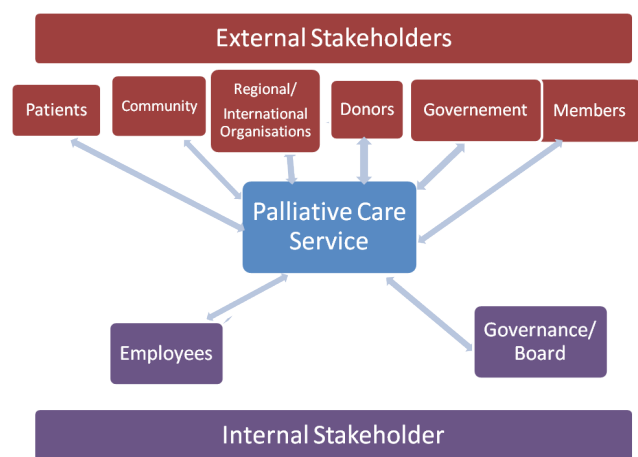 External Stakeholders
Patients
Community
Regional/
International
Organisations
Donors
Governement
Members
Palliative Care
Service
Employees
Governance/
Board
Internal Stakeholder